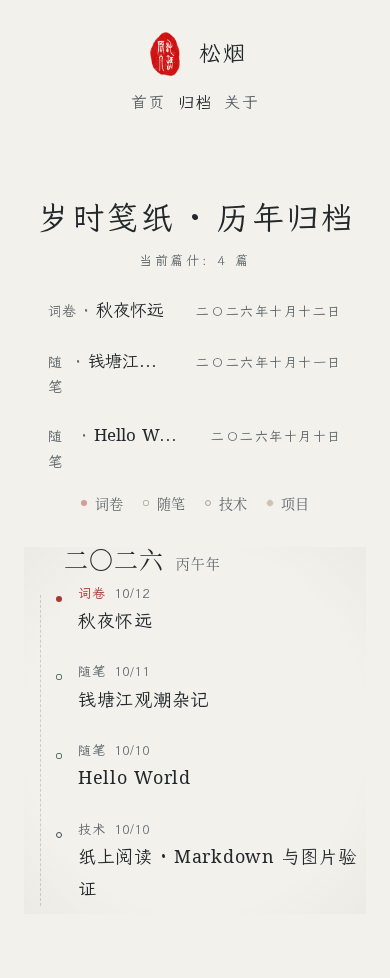 松烟
首页 归档 关于
岁时笺纸 · 历年归档
当前篇什: 4 篇
词卷 · 秋夜怀远 二〇二六年十月十二日
随笔 · 钱塘江... 二〇二六年十月十一日
随笔 · Hello W... 二〇二六年十月十日
词卷 随笔 技术 项目
二〇二六 丙午年
词卷 10/12
秋夜怀远
随笔 10/11
钱塘江观潮杂记
随笔 10/10
Hello World
技术 10/10
纸上阅读 · Markdown 与图片验
证